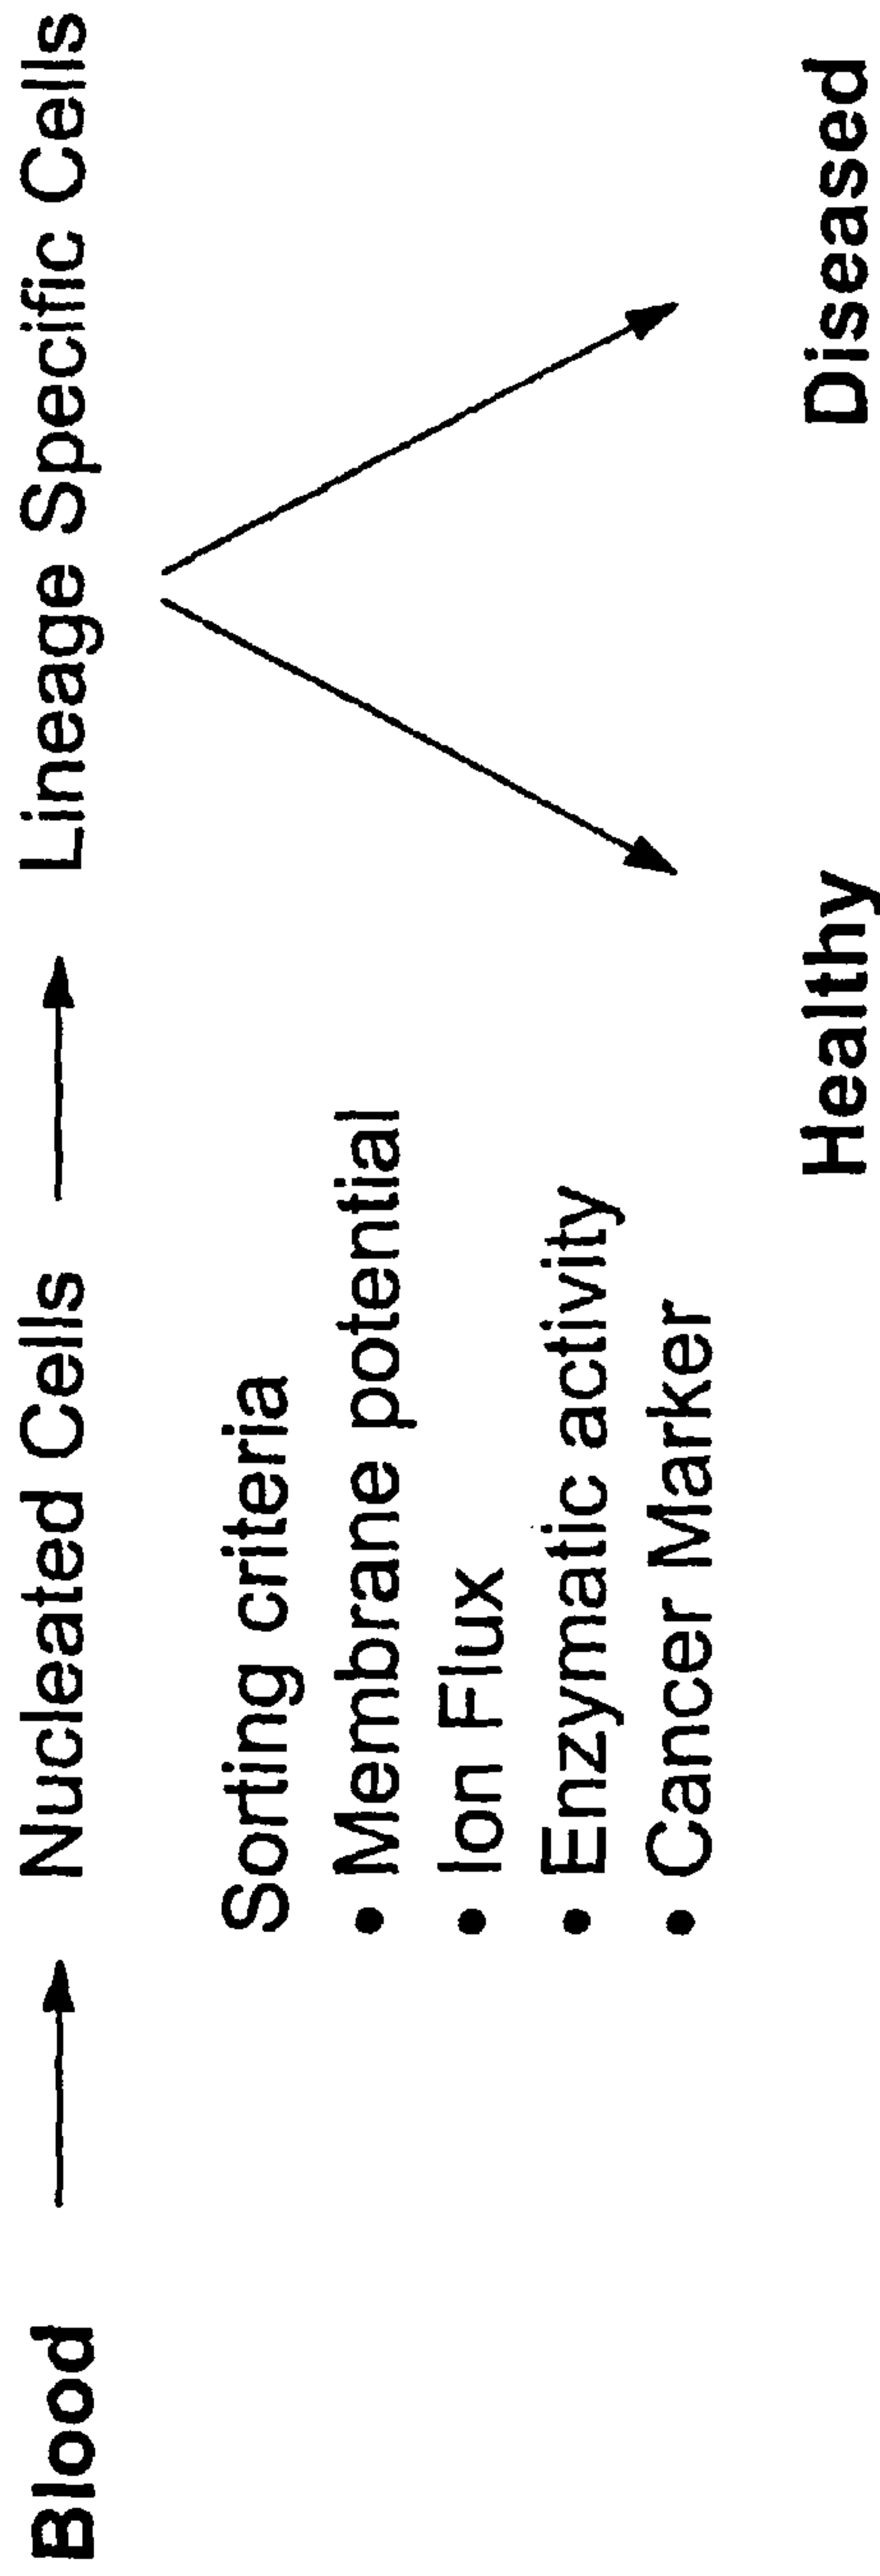 Blood → Nucleated Cells → Lineage Specific Cells
Sorting criteria
• Membrane potential
• Ion Flux
• Enzymatic activity
• Cancer Marker
Healthy Diseased